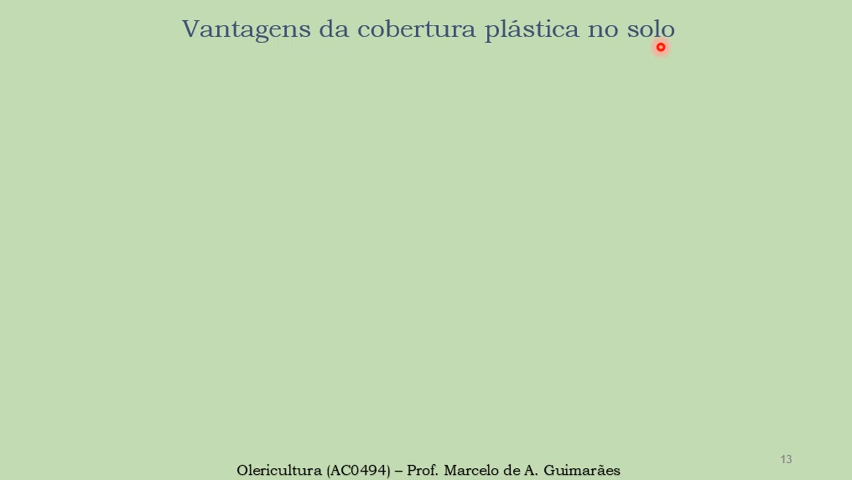 Vantagens da cobertura plástica no solo
13
Olericultura (AC0494) – Prof. Marcelo de A. Guimarães